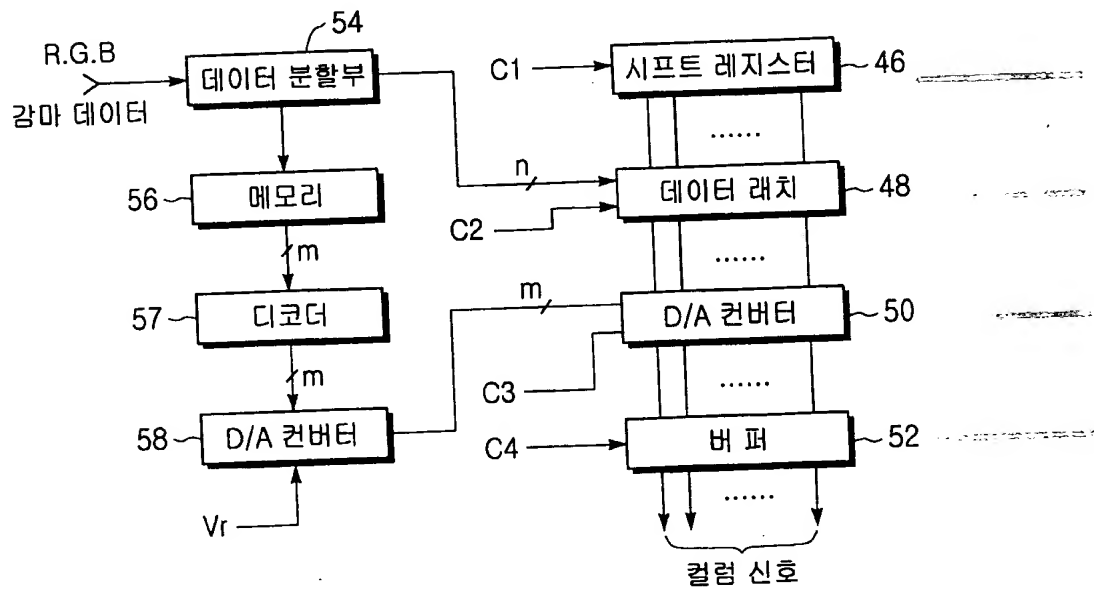 R.G.B
감마 데이터
데이터 분할부
54
C1
시프트 레지스터
46
n
56
메모리
데이터 래치
48
C2
m
m
57
디코더
D/A 컨버터
50
m
C3
58
D/A 컨버터
C4
버 퍼
52
Vr
......
......
......
......
컬럼 신호